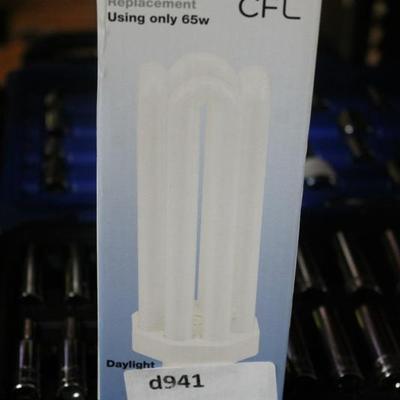 Replacement
Using only 65w
CFL
Daylight
d941